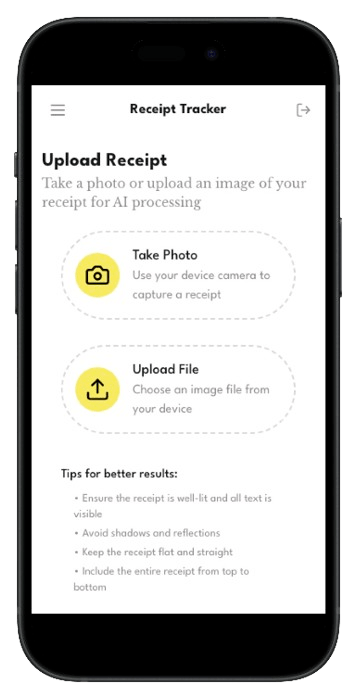 Receipt Tracker
Upload Receipt
Take a photo or upload an image of your
receipt for AI processing
Take Photo
Use your device camera to
capture a receipt
Upload File
Choose an image file from
your device
Tips for better results:
• Ensure the receipt is well-lit and all text is
visible
• Avoid shadows and reflections
• Keep the receipt flat and straight
• Include the entire receipt from top to
bottom